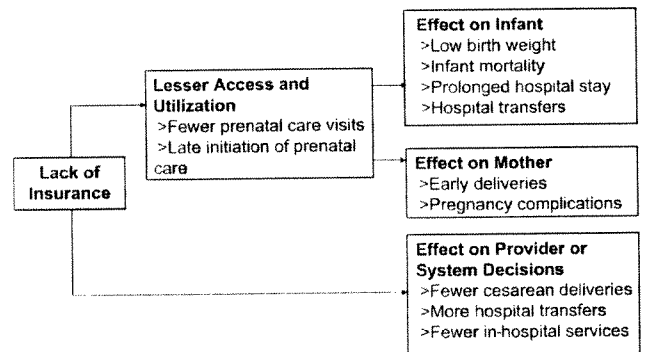 Effect on Infant
>Low birth weight
>Infant mortality
>Prolonged hospital stay
>Hospital transfers
Lesser Access and
Utilization
>Fewer prenatal care visits
>Late initiation of prenatal
care
Lack of
Insurance
Effect on Mother
>Early deliveries
>Pregnancy complications
Effect on Provider or
System Decisions
>Fewer cesarean deliveries
>More hospital transfers
>Fewer in-hospital services